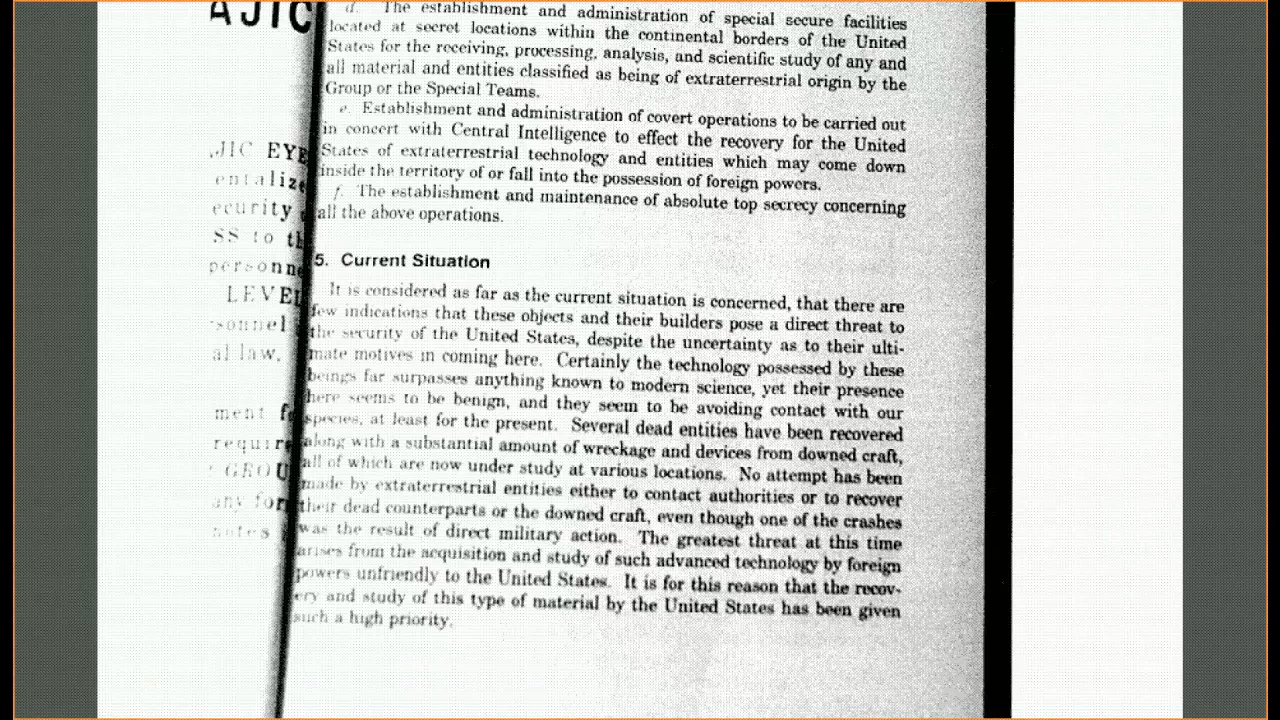 AJIC
d. The establishment and administration of special secure facilities
located at secret locations within the continental borders of the United
States for the receiving, processing, analysis, and scientific study of any and
all material and entities classified as being of extraterrestrial origin by the
Group or the Special Teams.
e. Establishment and administration of covert operations to be carried out
in concert with Central Intelligence to effect the recovery for the United
States of extraterrestrial technology and entities which may come down
inside the territory of or fall into the possession of foreign powers.
f. The establishment and maintenance of absolute top secrecy concerning
all the above operations.
5. Current Situation
It is considered as far as the current situation is concerned, that there are
few indications that these objects and their builders pose a direct threat to
the security of the United States, despite the uncertainty as to their ulti-
mate motives in coming here. Certainly the technology possessed by these
beings far surpasses anything known to modern science, yet their presence
here seems to be benign, and they seem to be avoiding contact with our
species, at least for the present. Several dead entities have been recovered
along with a substantial amount of wreckage and devices from downed craft,
all of which are now under study at various locations. No attempt has been
made by extraterrestrial entities either to contact authorities or to recover
their dead counterparts or the downed craft, even though one of the crashes
was the result of direct military action. The greatest threat at this time
arises from the acquisition and study of such advanced technology by foreign
powers unfriendly to the United States. It is for this reason that the recov-
ery and study of this type of material by the United States has been given
such a high priority.
JIC EYE
entalize
ecurity
SS to th
personne
LEVEL
sonnel
al law.
ment f
require
GROU
any for
notes